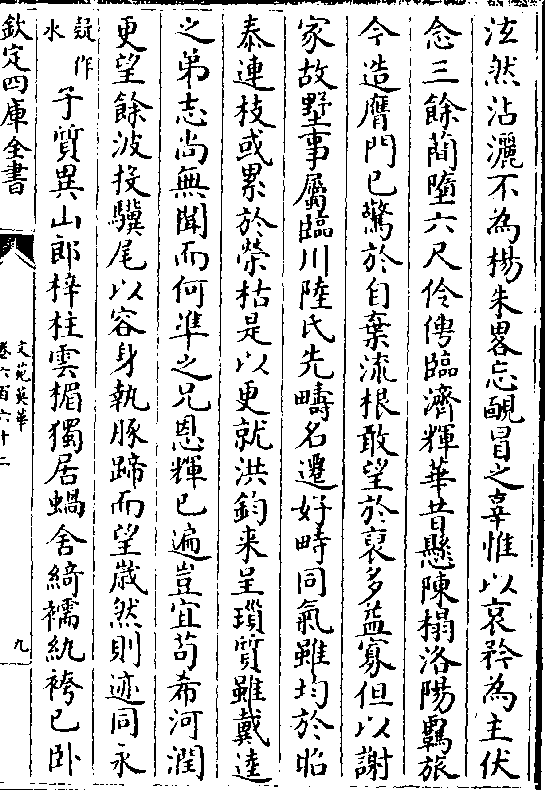 泫然沾灑不為楊朱畧忘靦冒之辜惟以哀矜為主伏
念三餘蕳墮六尺伶俜臨濟輝華昔懸陳榻洛陽羇旅
今造膺門已驚於自棄流根敢望於裒多益寡但以謝
家故墅事屬臨川陸氏先疇名遷好畤同氣雖均於昭
泰連枝或累於榮枯是以更就洪鈞来呈瑣質雖戴逵
之弟志尚無聞而何凖之兄恩輝已遍豈宜苟希河潤
更望餘波投驥尾以容身執豚蹄而望歳然則迹同永
疑作水子質異山郎梓柱雲楣獨居蝸舍綺襦紈袴已卧
欽定四庫全書
文苑英華
卷六百六十二
九